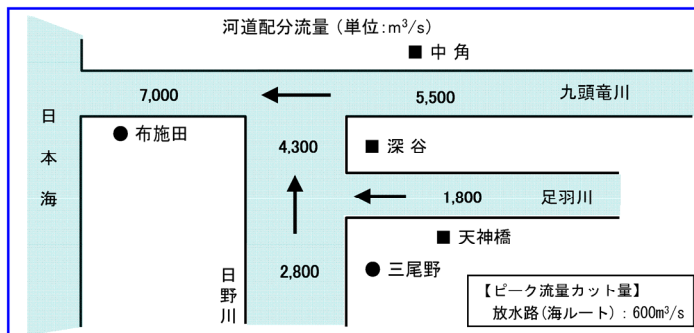 河道配分流量 (単位:m³/s)
■ 中 角
7,000
5,500
九頭竜川
日本海
● 布施田
4,300
■ 深 谷
1,800
足羽川
■ 天神橋
日野川
2,800
● 三尾野
【ピーク流量カット量】
放水路(海ルート):600m³/s